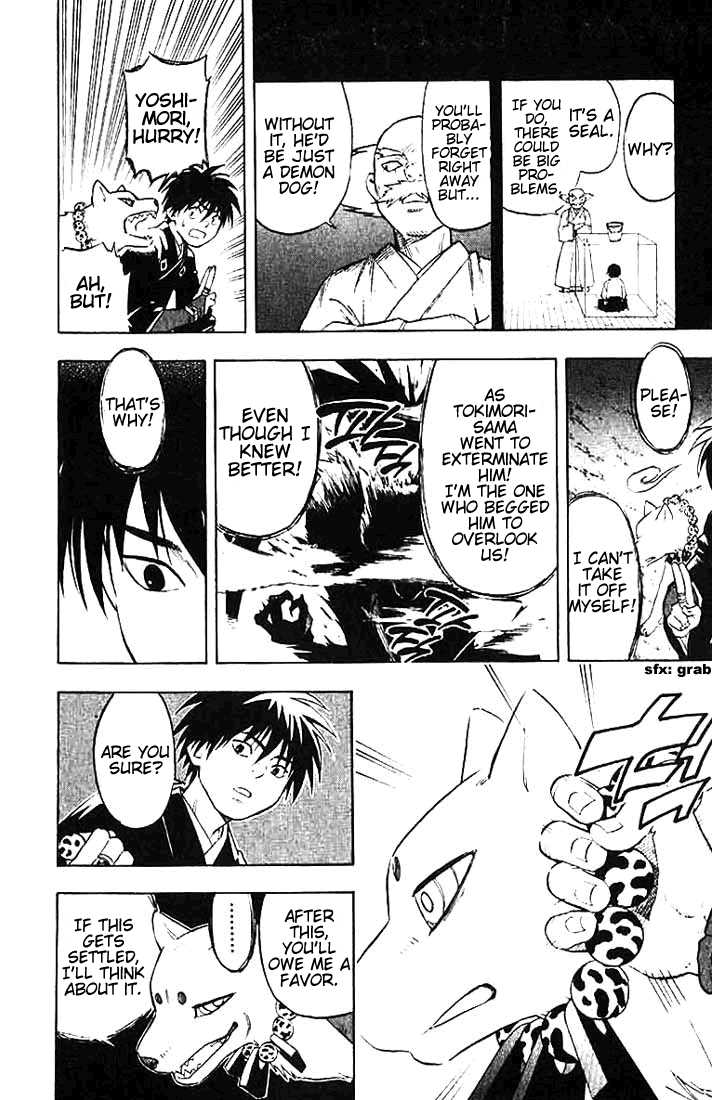 WHY?
IT'S A
SEAL.
IF YOU
DO,
THERE
COULD
BE BIG
PRO-
BLEMS.
YOU'LL
PROBA-
BLY
FORGET
RIGHT
AWAY
BUT...
WITHOUT
IT, HE'D
BE JUST
A DEMON
DOG!
YOSHI-
MORI,
HURRY!
AH,
BUT!
PLEA-
SE!
I CAN'T
TAKE
IT OFF
MYSELF!
AS
TOKIMORI-
SAMA
WENT TO
EXTERMINATE
HIM!
I'M THE ONE
WHO BEGGED
HIM TO
OVERLOOK
US!
EVEN
THOUGH I
KNEW
BETTER!
THAT'S
WHY!
sfx: grab
ARE YOU
SURE?
AFTER
THIS,
YOU'LL
OWE ME A
FAVOR.
.........
IF THIS
GETS
SETTLED,
I'LL THINK
ABOUT IT.